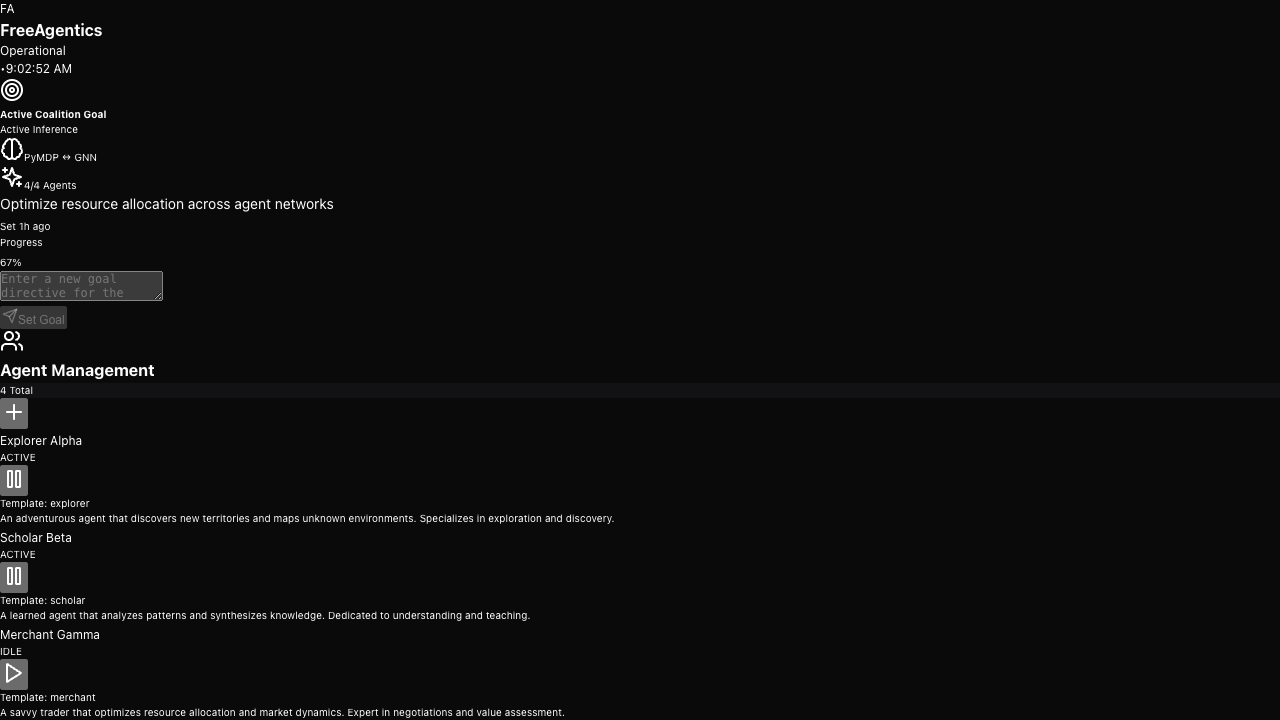 FA
FreeAgentics
Operational
•9:02:52 AM
Active Coalition Goal
Active Inference
PyMDP ↔ GNN
4/4 Agents
Optimize resource allocation across agent networks
Set 1h ago
Progress
67%
Enter a new goal
directive for the
Set Goal
Agent Management
4 Total
Explorer Alpha
ACTIVE
Template: explorer
An adventurous agent that discovers new territories and maps unknown environments. Specializes in exploration and discovery.
Scholar Beta
ACTIVE
Template: scholar
A learned agent that analyzes patterns and synthesizes knowledge. Dedicated to understanding and teaching.
Merchant Gamma
IDLE
Template: merchant
A savvy trader that optimizes resource allocation and market dynamics. Expert in negotiations and value assessment.